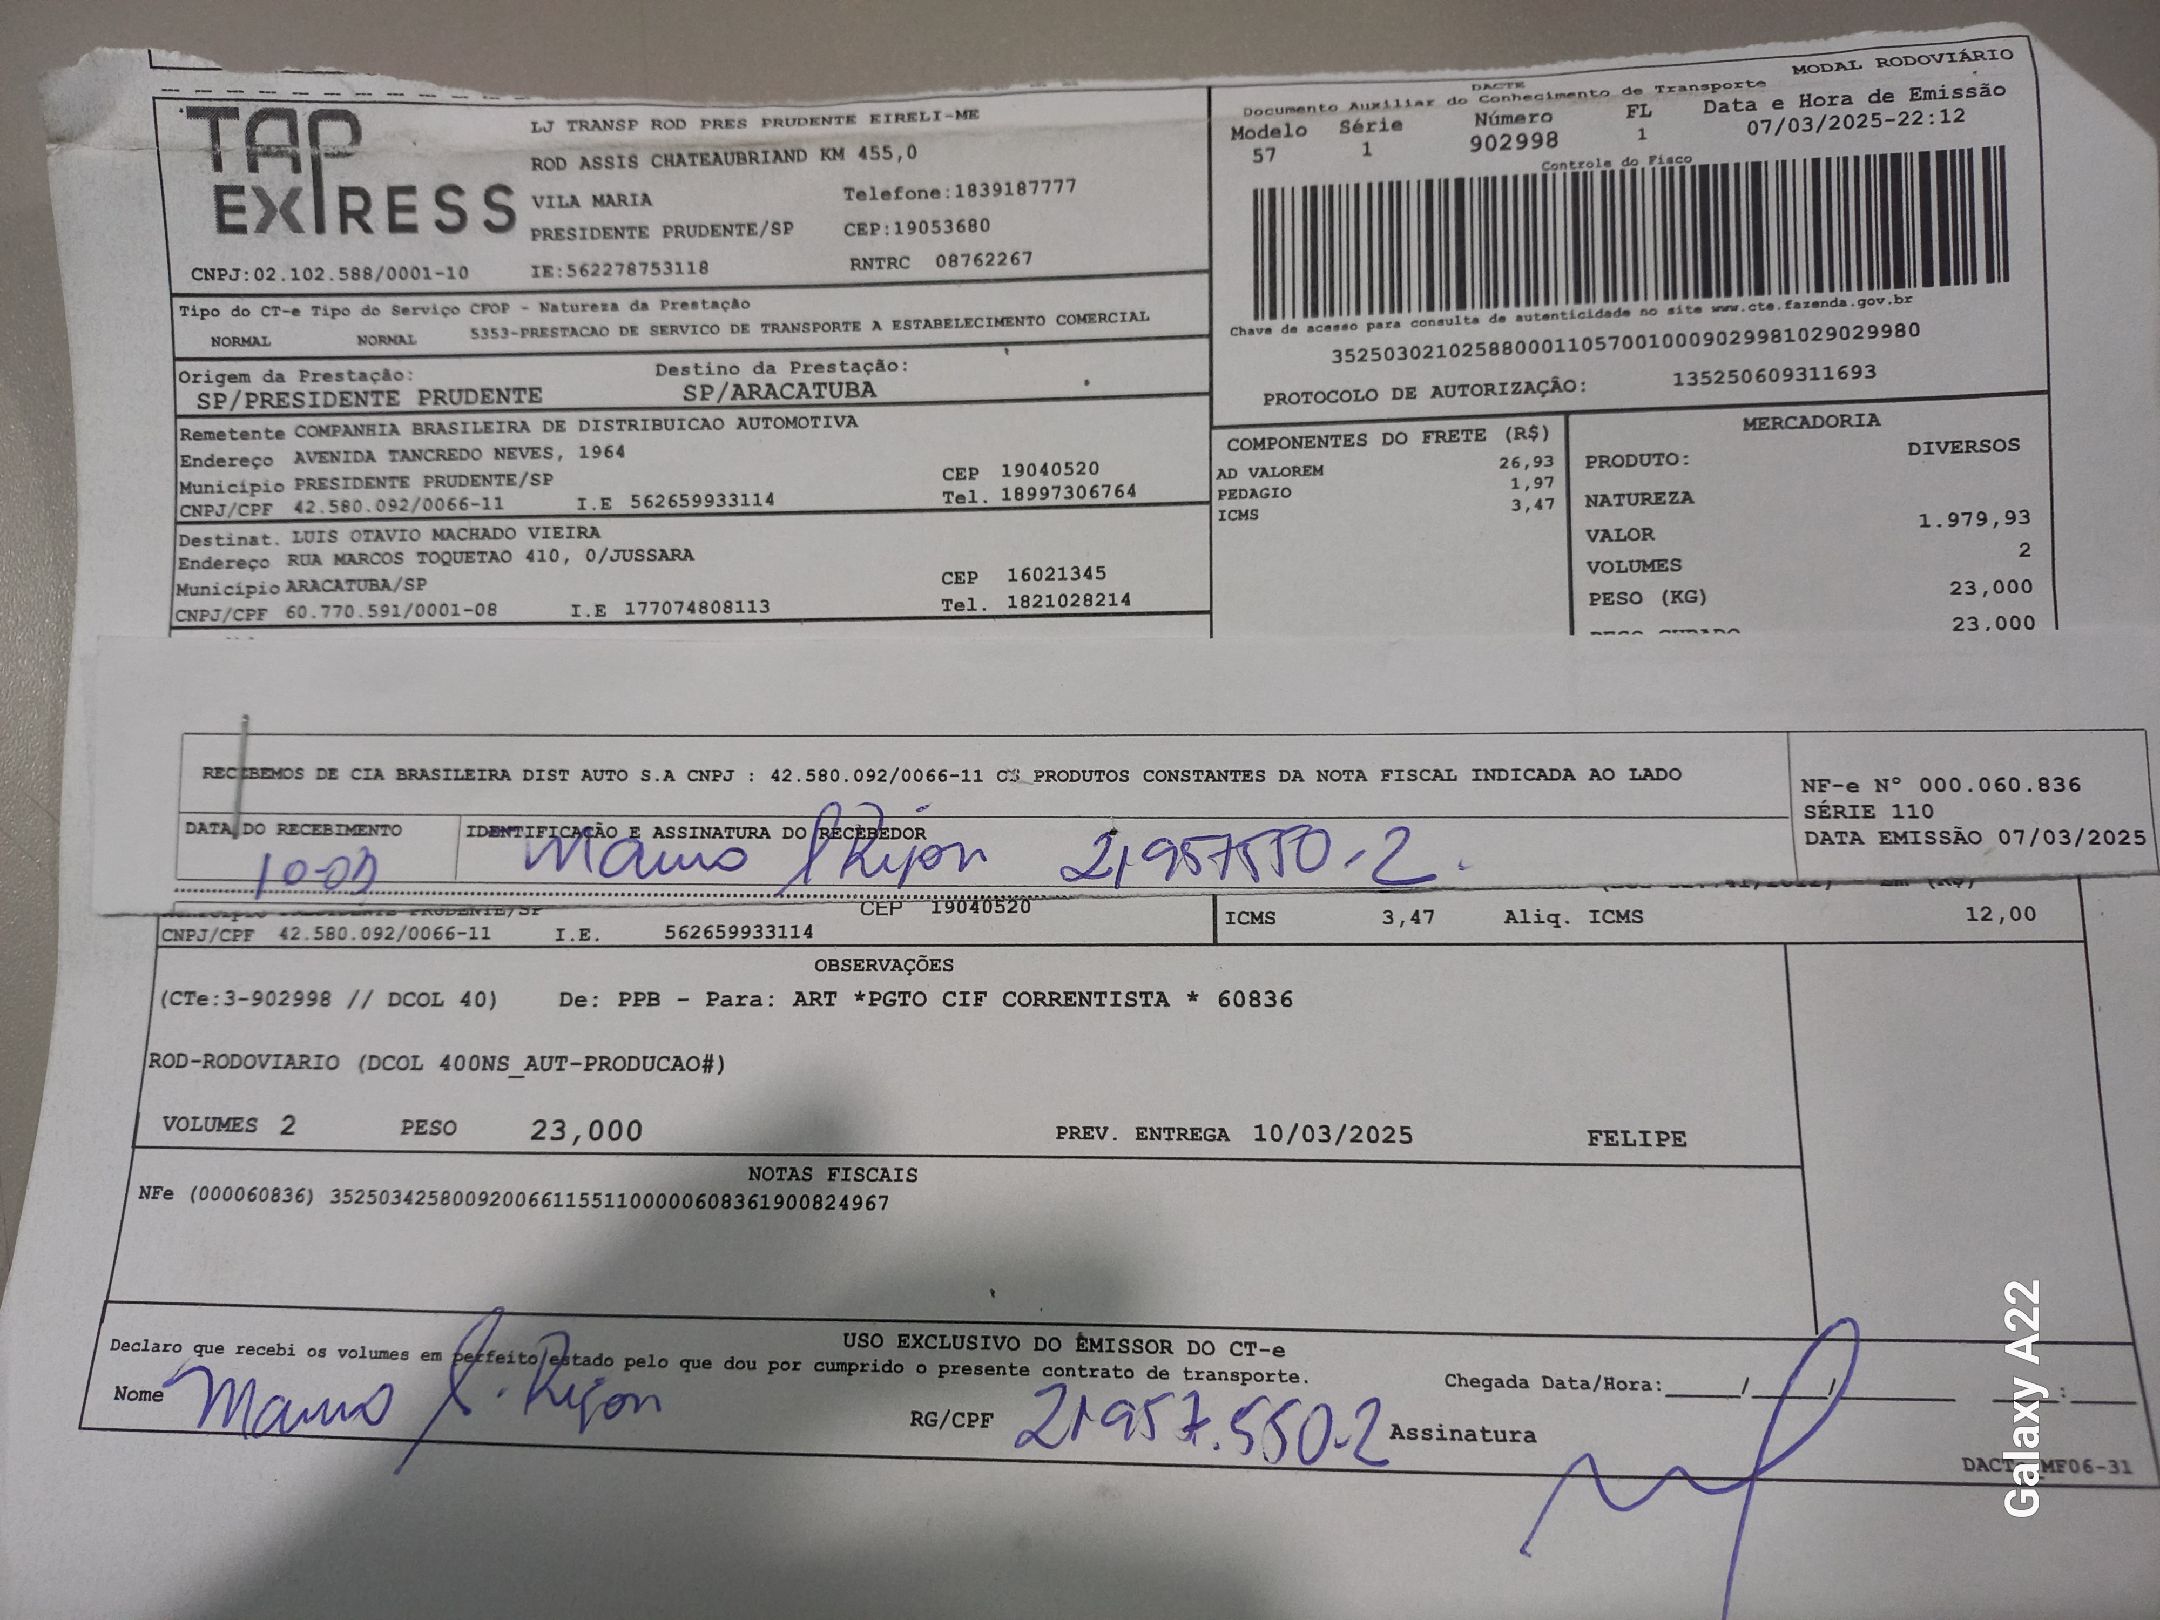 MODAL RODOVIÁRIO
DACTE
Documento Auxiliar do Conhecimento de Transporte
Modelo Série Número FL Data e Hora de Emissão
57 1 902998 1 07/03/2025-22:12
Controle do Fisco
TAP EXPRESS
LJ TRANSP ROD PRES PRUDENTE EIRELI-ME
ROD ASSIS CHATEAUBRIAND KM 455,0
VILA MARIA Telefone:1839187777
PRESIDENTE PRUDENTE/SP CEP:19053680
CNPJ:02.102.588/0001-10 IE:562278753118 RNTRC 08762267
Chave de acesso para consulta de autenticidade no site www.cte.fazenda.gov.br
35250302102588000110570010009029981029029980
PROTOCOLO DE AUTORIZAÇÃO: 135250609311693
Tipo do CT-e Tipo do Serviço CFOP - Natureza da Prestação
NORMAL NORMAL 5353-PRESTACAO DE SERVICO DE TRANSPORTE A ESTABELECIMENTO COMERCIAL
Origem da Prestação: Destino da Prestação:
SP/PRESIDENTE PRUDENTE SP/ARACATUBA
Remetente COMPANHIA BRASILEIRA DE DISTRIBUICAO AUTOMOTIVA
Endereço AVENIDA TANCREDO NEVES, 1964
Município PRESIDENTE PRUDENTE/SP CEP 19040520
CNPJ/CPF 42.580.092/0066-11 I.E 562659933114 Tel. 18997306764
Destinat. LUIS OTAVIO MACHADO VIEIRA
Endereço RUA MARCOS TOQUETAO 410, 0/JUSSARA
Município ARACATUBA/SP CEP 16021345
CNPJ/CPF 60.770.591/0001-08 I.E 177074808113 Tel. 1821028214
COMPONENTES DO FRETE (R$)
26,93
AD VALOREM 1,97
PEDAGIO 3,47
ICMS
MERCADORIA
PRODUTO: DIVERSOS
NATUREZA
VALOR 1.979,93
VOLUMES 2
PESO (KG) 23,000
PESO CUBADO 23,000
RECEBEMOS DE CIA BRASILEIRA DIST AUTO S.A CNPJ : 42.580.092/0066-11 OS PRODUTOS CONSTANTES DA NOTA FISCAL INDICADA AO LADO
NF-e N° 000.060.836
SÉRIE 110
DATA EMISSÃO 07/03/2025
DATA DO RECEBIMENTO IDENTIFICAÇÃO E ASSINATURA DO RECEBEDOR
10-03 21957550-2
Município PRESIDENTE PRUDENTE/SP CEP 19040520
CNPJ/CPF 42.580.092/0066-11 I.E. 562659933114
ICMS 3,47 Aliq. ICMS 12,00
OBSERVAÇÕES
(CTe:3-902998 // DCOL 40) De: PPB - Para: ART *PGTO CIF CORRENTISTA * 60836
ROD-RODOVIARIO (DCOL 400NS_AUT-PRODUCAO#)
VOLUMES 2 PESO 23,000 PREV. ENTREGA 10/03/2025 FELIPE
NOTAS FISCAIS
NFe (000060836) 35250342580092006611551100000608361900824967
USO EXCLUSIVO DO EMISSOR DO CT-e
Declaro que recebi os volumes em perfeito estado pelo que dou por cumprido o presente contrato de transporte.
Chegada Data/Hora:_____/_____/
Nome RG/CPF 21957.550-2 Assinatura
MF06-31
Galaxy A22